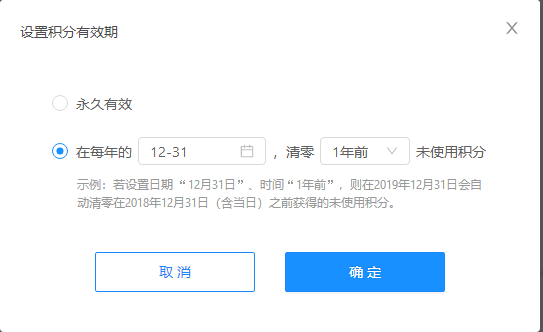 设置积分有效期
永久有效
在每年的 12-31 ，清零 1年前 未使用积分
示例：若设置日期“12月31日”、时间“1年前”，则在2019年12月31日会自
动清零在2018年12月31日（含当日）之前获得的未使用积分。
取 消 确 定